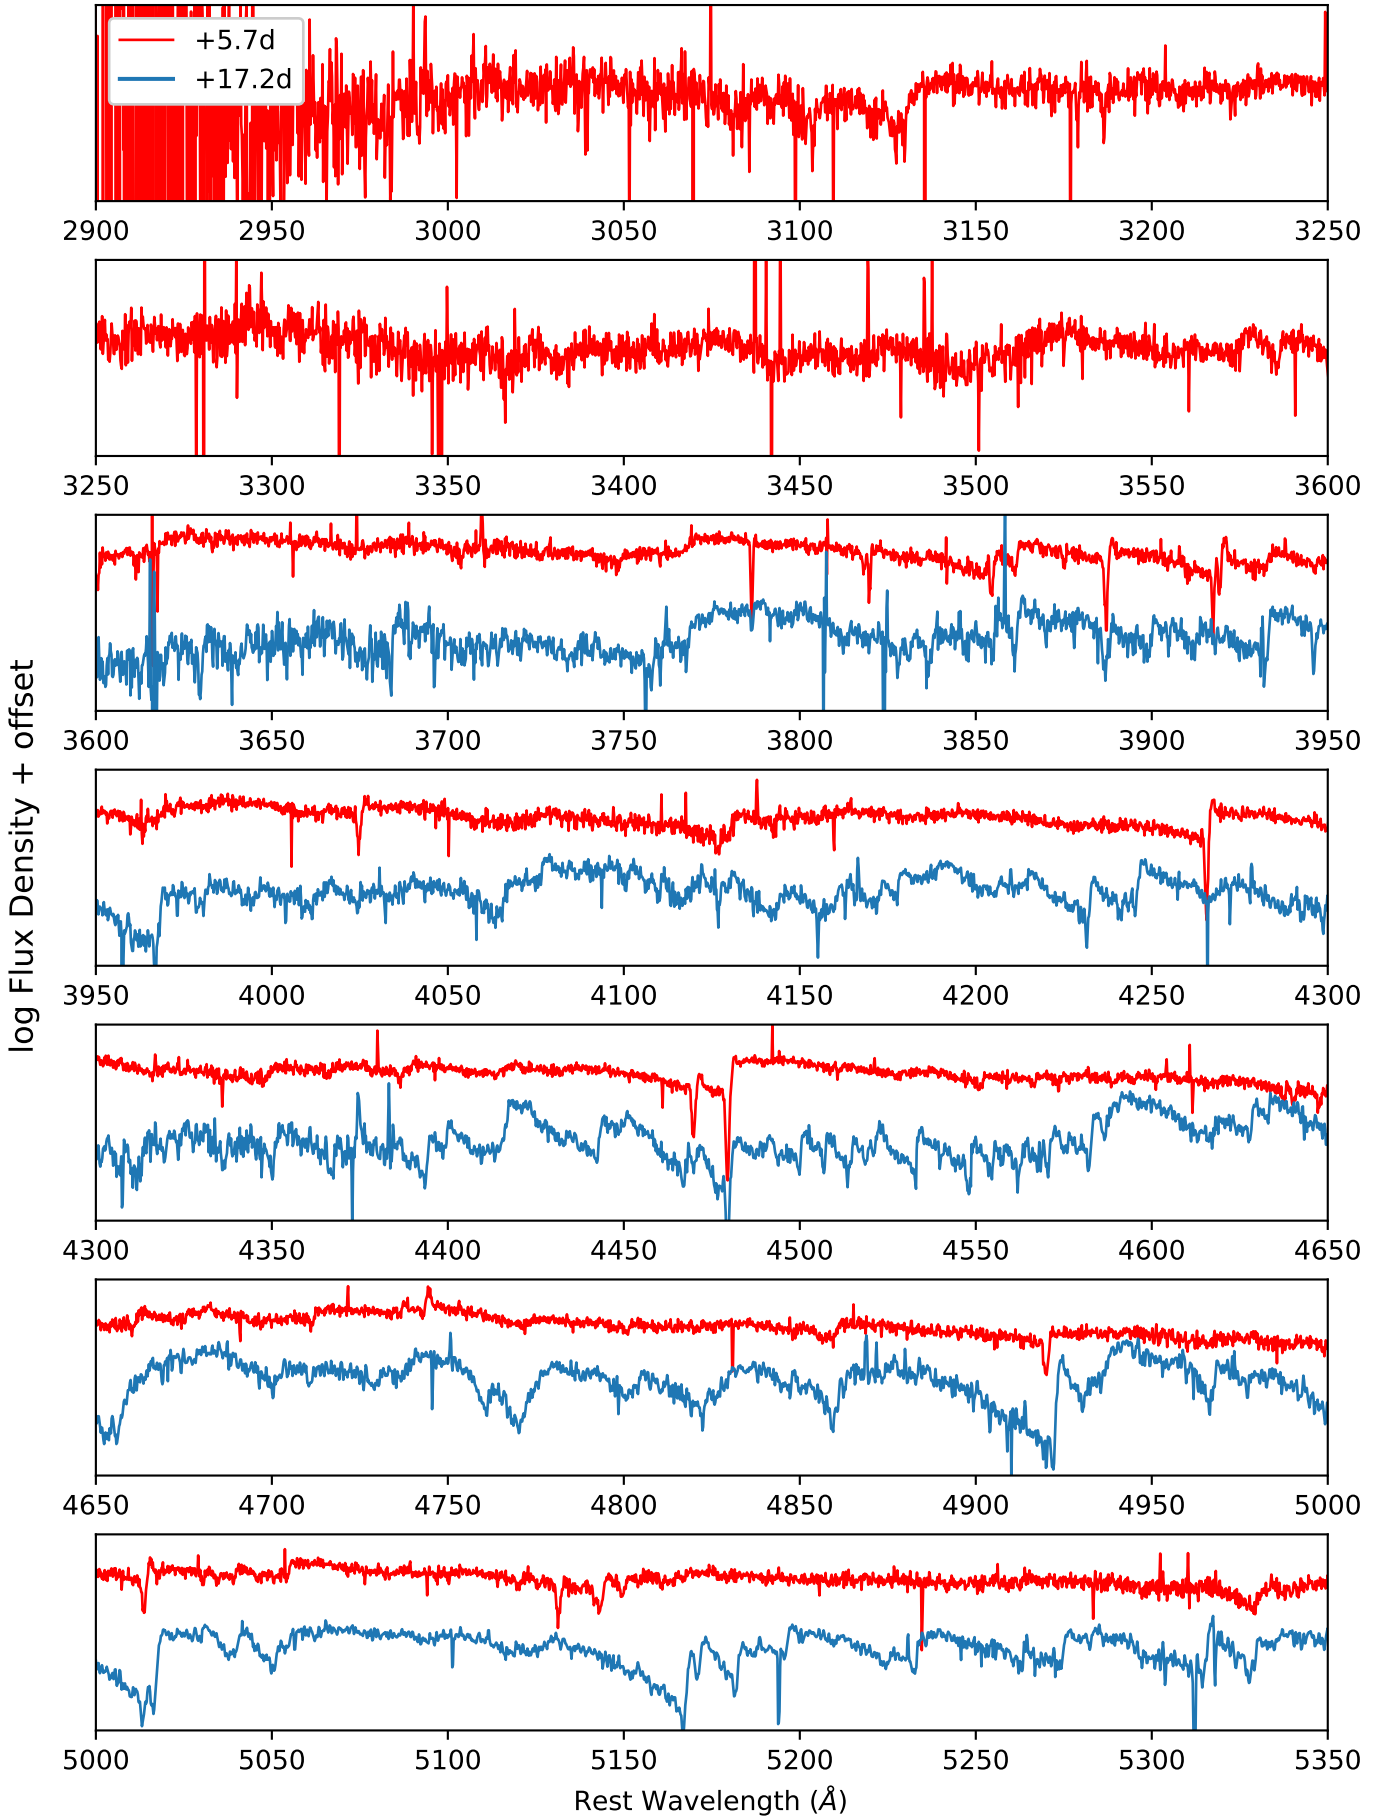 +5.7d
+17.2d
2900 2950 3000 3050 3100 3150 3200 3250
3250 3300 3350 3400 3450 3500 3550 3600
3600 3650 3700 3750 3800 3850 3900 3950
log Flux Density + offset
3950 4000 4050 4100 4150 4200 4250 4300
4300 4350 4400 4450 4500 4550 4600 4650
4650 4700 4750 4800 4850 4900 4950 5000
5000 5050 5100 5150 5200 5250 5300 5350
Rest Wavelength (Å)